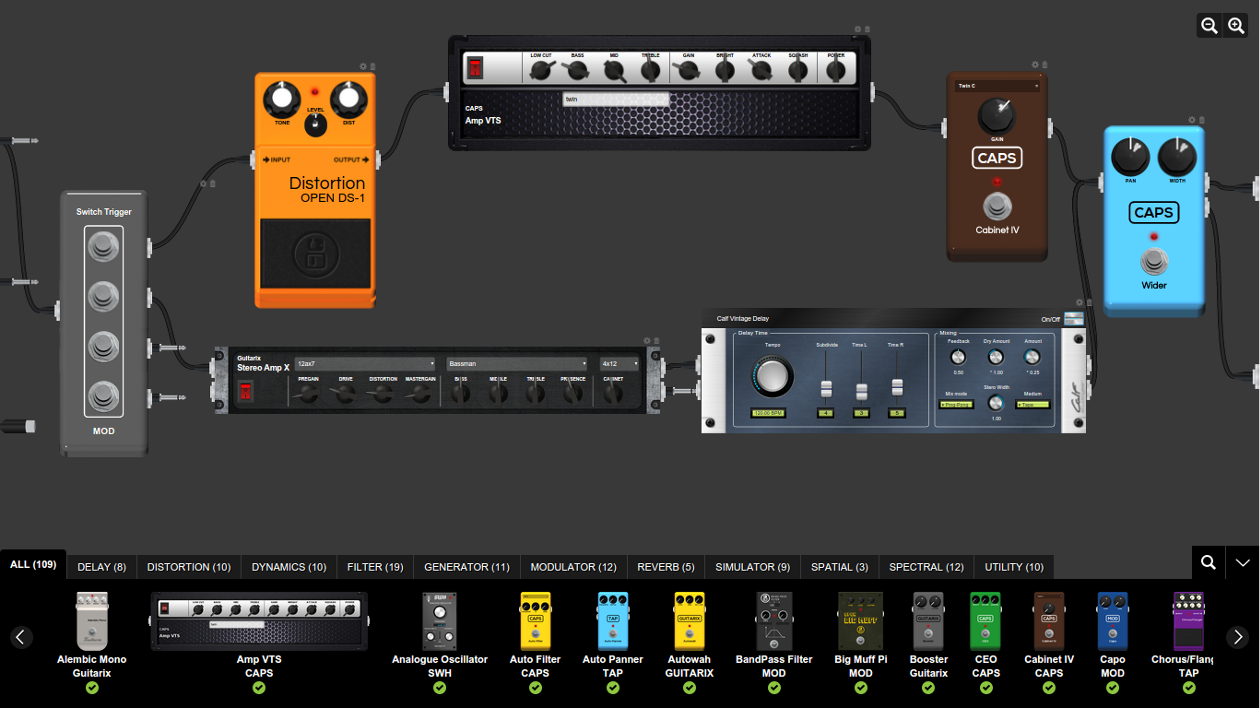 LOW CUT BASS MID TREBLE GAIN BRIGHT ATTACK SQUASH POWER
twin
CAPS
Amp VTS
TONE LEVEL DIST
INPUT OUTPUT
Distortion
OPEN DS-1
Twin C
GAIN
CAPS
Cabinet IV
PAN WIDTH
CAPS
Wider
Switch Trigger
MOD
Guitarix
Stereo Amp X 12ax7 Bassman 4x12
PREGAIN DRIVE DISTORTION MASTERGAIN BASS MIDDLE TREBLE PRESENCE CABINET
Calf Vintage Delay On/Off
Delay Time
Tempo Subdivide Time L Time R
120.00 BPM 4 3 5
Mixing
Feedback Dry Amount Amount
0.50 * 1.00 * 0.25
Stereo Width
Mix mode Medium
Ping-Pong Tape
1.00
Calf
ALL (109) DELAY (8) DISTORTION (10) DYNAMICS (10) FILTER (19) GENERATOR (11) MODULATOR (12) REVERB (5) SIMULATOR (9) SPATIAL (3) SPECTRAL (12) UTILITY (10)
Alembic Mono
Guitarix
Amp VTS
CAPS
Analogue Oscillator
SWH
Auto Filter
CAPS
Auto Panner
TAP
Autowah
GUITARIX
BandPass Filter
MOD
Big Muff Pi
MOD
Booster
Guitarix
CEO
CAPS
Cabinet IV
CAPS
Capo
MOD
Chorus/Flang
TAP